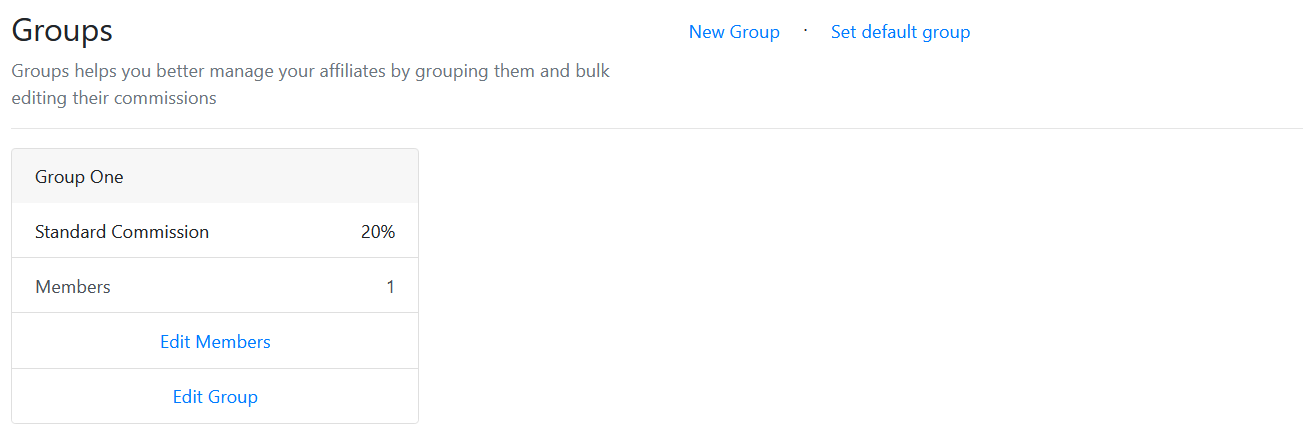 Groups
New Group · Set default group
Groups helps you better manage your affiliates by grouping them and bulk
editing their commissions
Group One
Standard Commission 20%
Members 1
Edit Members
Edit Group